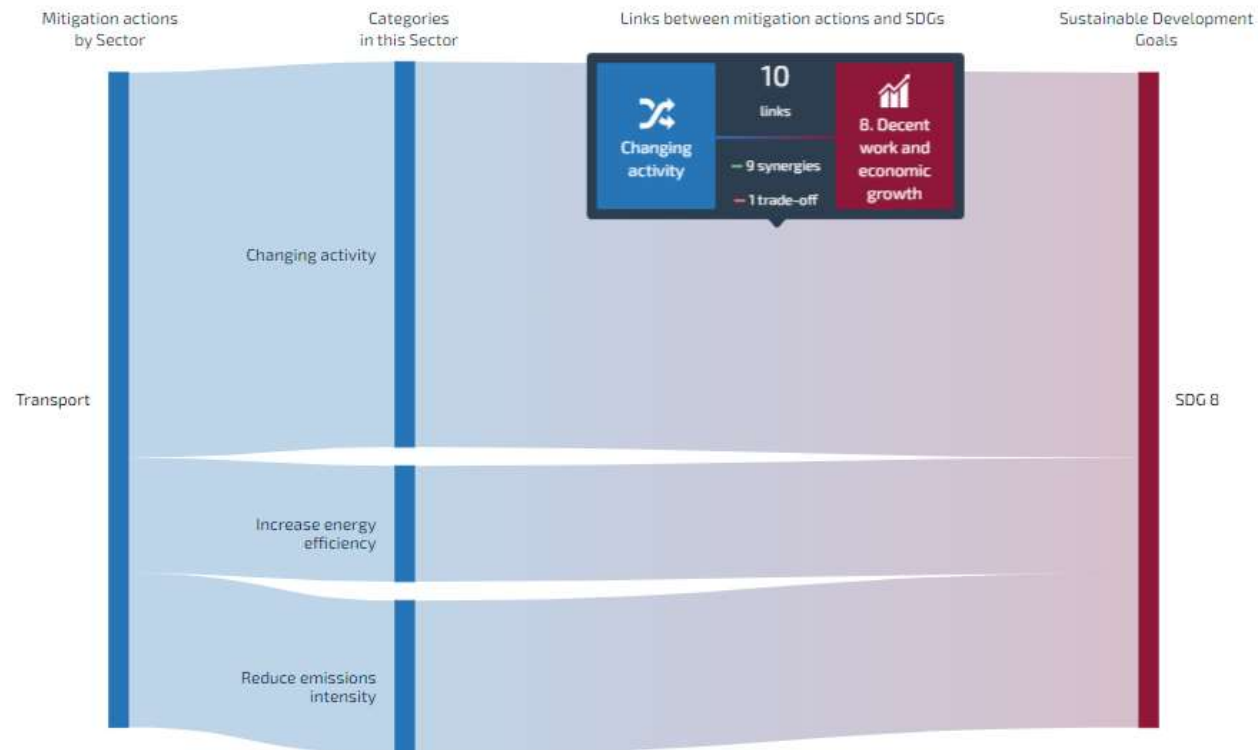 Mitigation actions
by Sector
Categories
in this Sector
Links between mitigation actions and SDGs
Sustainable Development
Goals
Changing
activity
10
links
– 9 synergies
– 1 trade-off
8. Decent
work and
economic
growth
Changing activity
Transport
SDG 8
Increase energy
efficiency
Reduce emissions
intensity